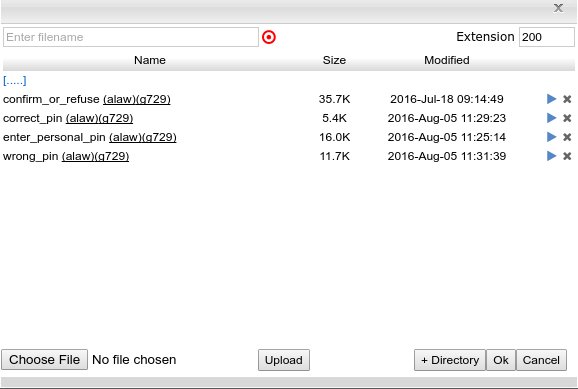 X
Enter filename Extension 200
Name Size Modified
[.....]
confirm_or_refuse (alaw)(g729) 35.7K 2016-Jul-18 09:14:49
correct_pin (alaw)(g729) 5.4K 2016-Aug-05 11:29:23
enter_personal_pin (alaw)(g729) 16.0K 2016-Aug-05 11:25:14
wrong_pin (alaw)(g729) 11.7K 2016-Aug-05 11:31:39
Choose File No file chosen Upload + Directory Ok Cancel